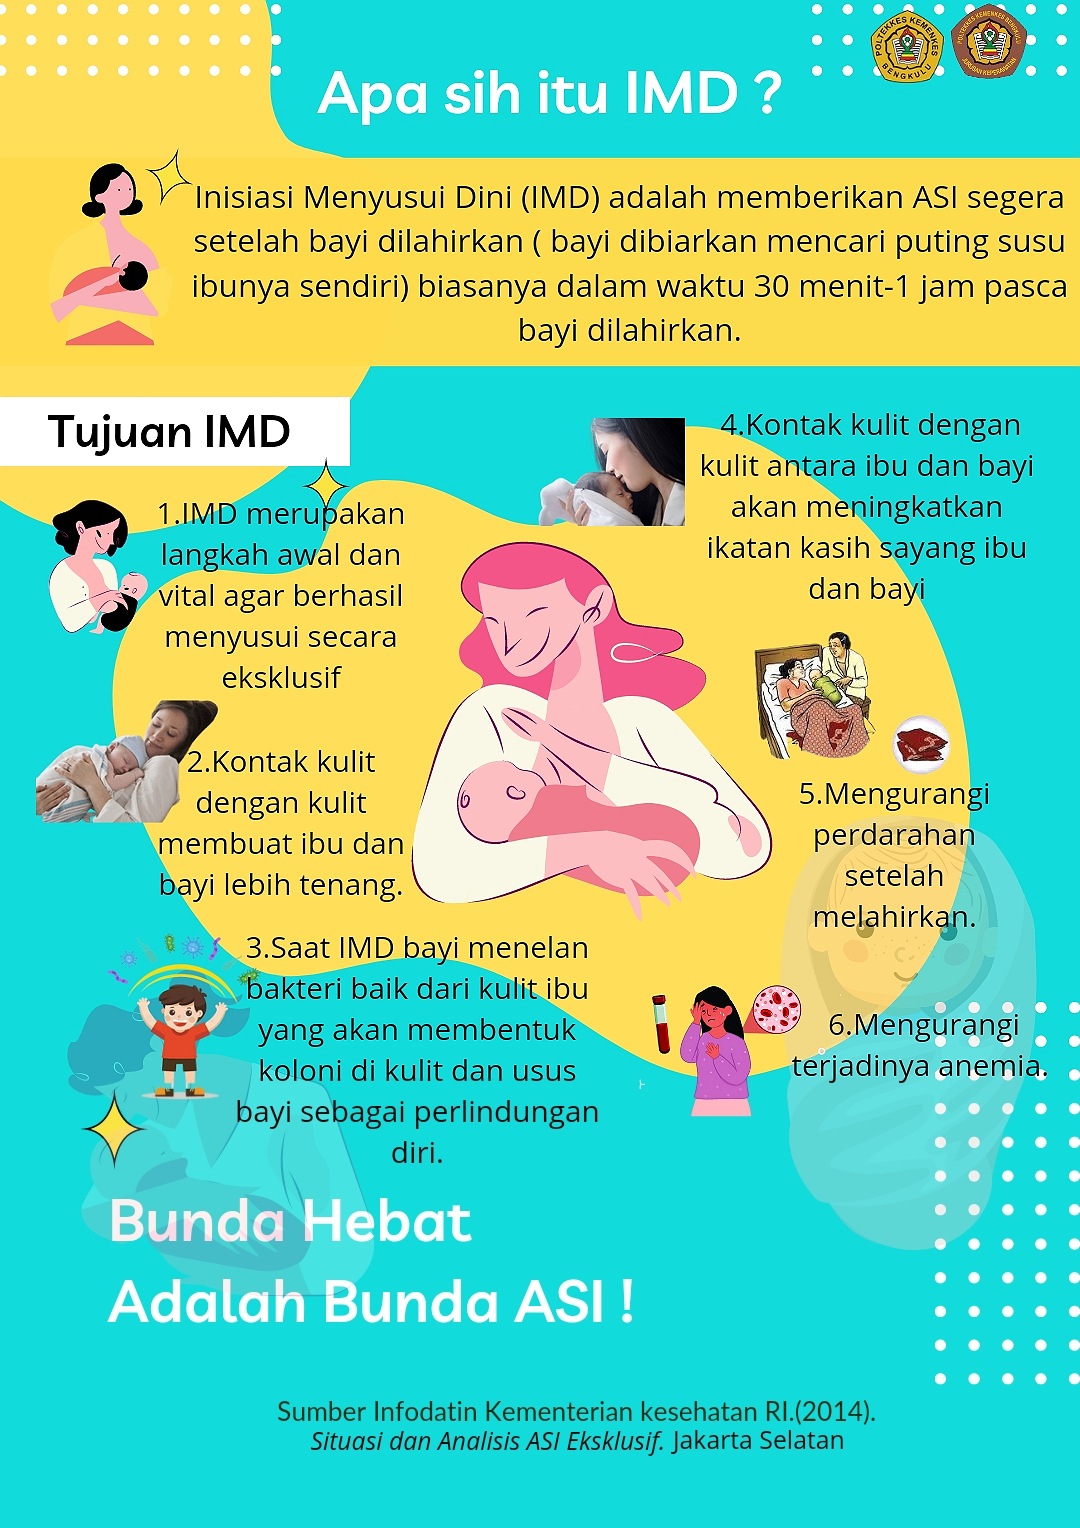 POLTEKKES KEMENKES
BENGKULU
POLTEKKES KEMENKES BENGKULU
JURUSAN KEPERAWATAN
Apa sih itu IMD ?
Inisiasi Menyusui Dini (IMD) adalah memberikan ASI segera
setelah bayi dilahirkan ( bayi dibiarkan mencari puting susu
ibunya sendiri) biasanya dalam waktu 30 menit-1 jam pasca
bayi dilahirkan.
Tujuan IMD
1.IMD merupakan
langkah awal dan
vital agar berhasil
menyusui secara
eksklusif
2.Kontak kulit
dengan kulit
membuat ibu dan
bayi lebih tenang.
3.Saat IMD bayi menelan
bakteri baik dari kulit ibu
yang akan membentuk
koloni di kulit dan usus
bayi sebagai perlindungan
diri.
4.Kontak kulit dengan
kulit antara ibu dan bayi
akan meningkatkan
ikatan kasih sayang ibu
dan bayi
5.Mengurangi
perdarahan
setelah
melahirkan.
6.Mengurangi
terjadinya anemia.
Bunda Hebat
Adalah Bunda ASI !
Sumber Infodatin Kementerian kesehatan RI.(2014).
Situasi dan Analisis ASI Eksklusif. Jakarta Selatan